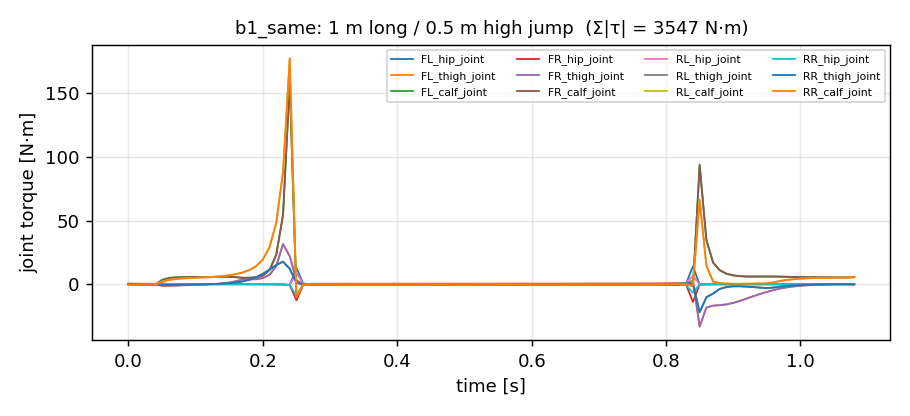 b1_same: 1 m long / 0.5 m high jump  (Σ|τ| = 3547 N·m)
FL_hip_joint FR_hip_joint RL_hip_joint RR_hip_joint
FL_thigh_joint FR_thigh_joint RL_thigh_joint RR_thigh_joint
FL_calf_joint FR_calf_joint RL_calf_joint RR_calf_joint
joint torque [N·m]
150
100
50
0
0.0 0.2 0.4 0.6 0.8 1.0
time [s]